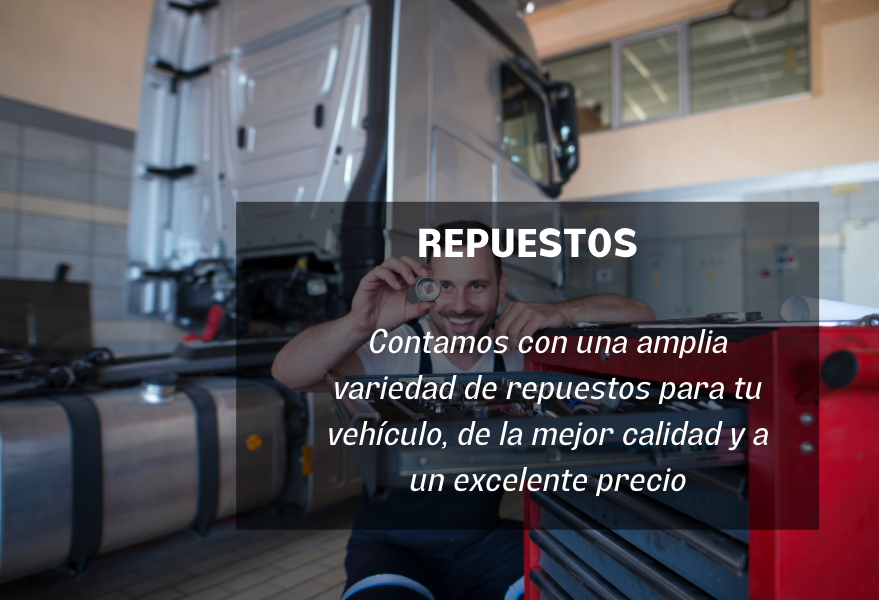 REPUESTOS
Contamos con una amplia
variedad de repuestos para tu
vehículo, de la mejor calidad y a
un excelente precio